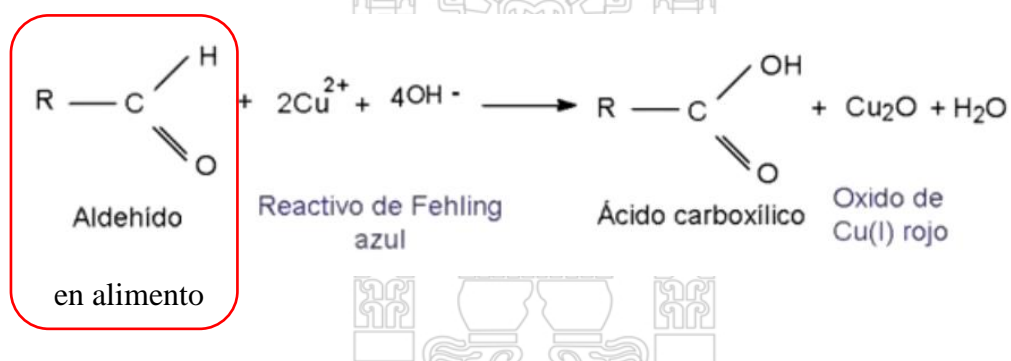 R — C H O + 2Cu²⁺ + 4OH - → R — C OH O + Cu₂O + H₂O
Aldehído
Reactivo de Fehling
azul
Ácido carboxílico
Oxido de
Cu(I) rojo
en alimento